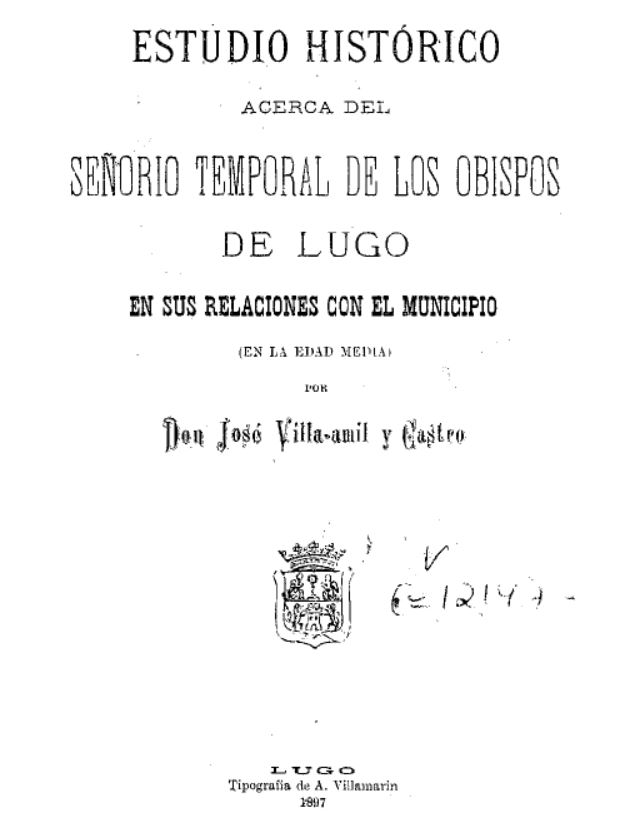 ESTUDIO HISTÓRICO
ACERCA DEL
SEÑORIO TEMPORAL DE LOS OBISPOS
DE LUGO
EN SUS RELACIONES CON EL MUNICIPIO
(EN LA EDAD MEDIA)
POR
Don José Villa-amil y Castro
V
LUGO
Tipografía de A. Villamarin
1897